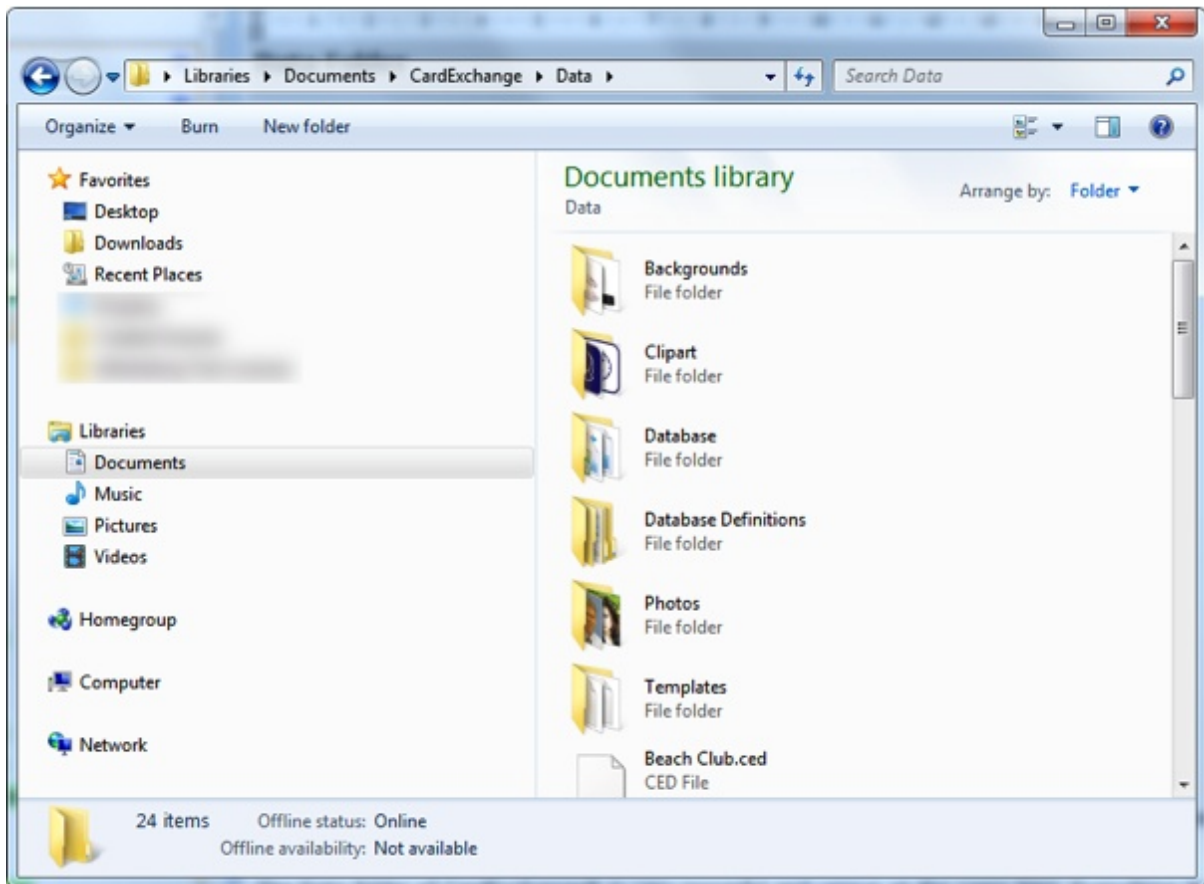 Libraries Documents CardExchange Data
Search Data
Organize Burn New folder
Favorites
Desktop
Downloads
Recent Places
Libraries
Documents
Music
Pictures
Videos
Homegroup
Computer
Network
Documents library
Data
Arrange by: Folder
Backgrounds
File folder
Clipart
File folder
Database
File folder
Database Definitions
File folder
Photos
File folder
Templates
File folder
Beach Club.ced
CED File
24 items Offline status: Online
Offline availability: Not available